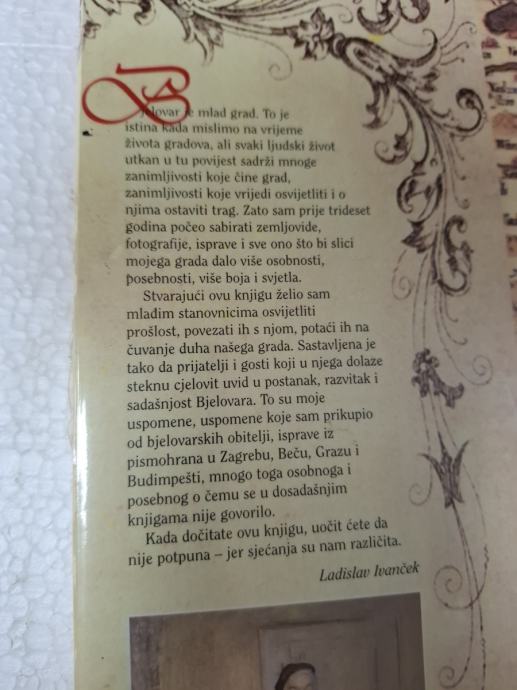 Bjelovar je mlad grad. To je
istina kada mislimo na vrijeme
života gradova, ali svaki ljudski život
utkan u tu povijest sadrži mnoge
zanimljivosti koje čine grad,
zanimljivosti koje vrijedi osvijetliti i o
njima ostaviti trag. Zato sam prije trideset
godina počeo sabirati zemljovide,
fotografije, isprave i sve ono što bi slici
mojega grada dalo više osobnosti,
posebnosti, više boja i svjetla.
Stvarajući ovu knjigu želio sam
mladim stanovnicima osvijetliti
prošlost, povezati ih s njom, potaći ih na
čuvanje duha našega grada. Sastavljena je
tako da prijatelji i gosti koji u njega dolaze
steknu cjelovit uvid u postanak, razvitak i
sadašnjost Bjelovara. To su moje
uspomene, uspomene koje sam prikupio
od bjelovarskih obitelji, isprave iz
pismohrana u Zagrebu, Beču, Grazu i
Budimpešti, mnogo toga osobnoga i
posebnog o čemu se u dosadašnjim
knjigama nije govorilo.
Kada dočitate ovu knjigu, uočit ćete da
nije potpuna – jer sjećanja su nam različita.
Ladislav Ivanček